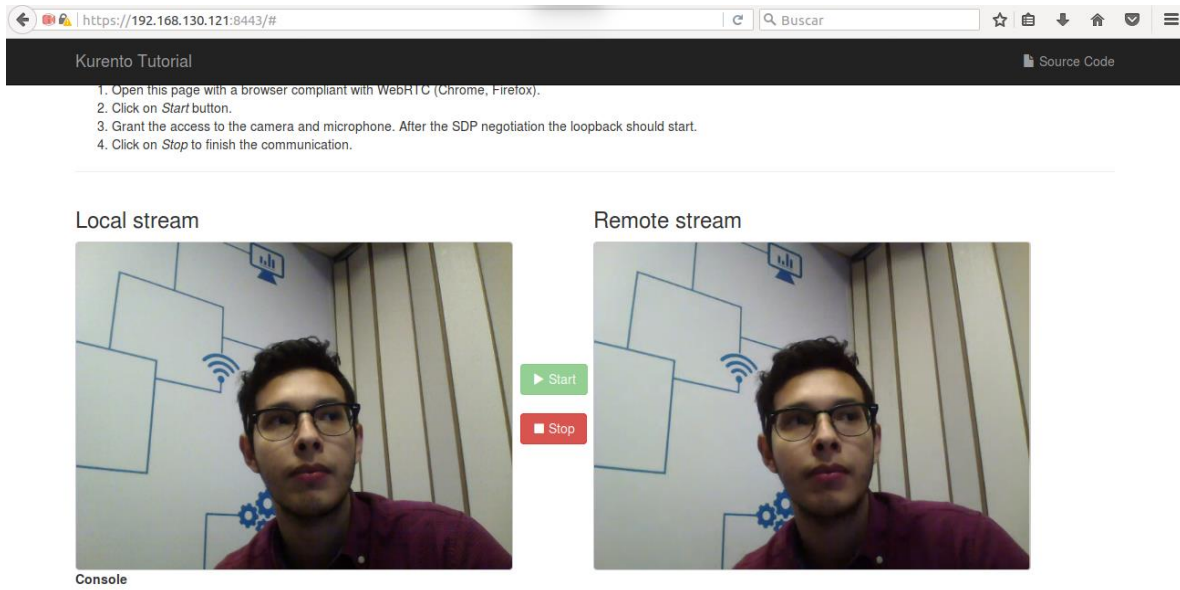 https://192.168.130.121:8443/#
Buscar
Kurento Tutorial
Source Code
1. Open this page with a browser compliant with WebRTC (Chrome, Firefox).
2. Click on Start button.
3. Grant the access to the camera and microphone. After the SDP negotiation the loopback should start.
4. Click on Stop to finish the communication.
Local stream
Remote stream
Start
Stop
Console